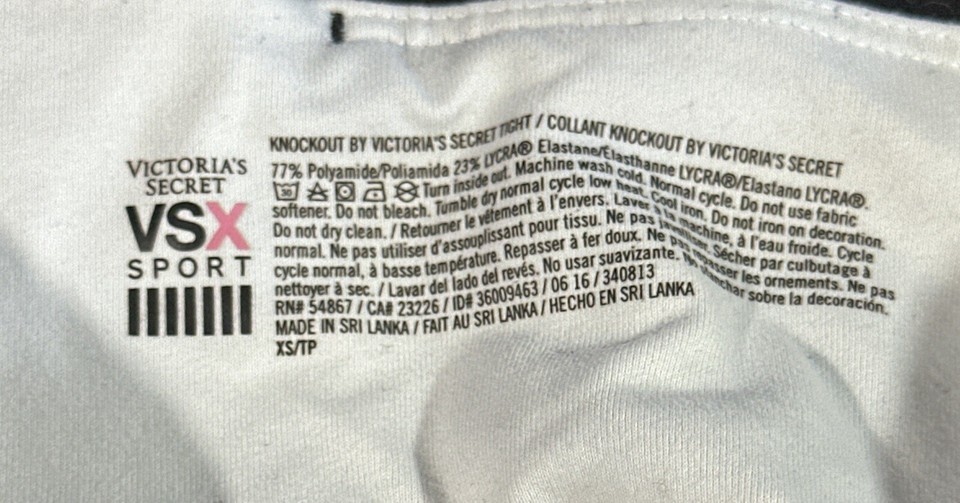 VICTORIA'S
SECRET
VSX
SPORT
KNOCKOUT BY VICTORIA'S SECRET TIGHT / COLLANT KNOCKOUT BY VICTORIA'S SECRET
77% Polyamide/Poliamida 23% LYCRA® Elastane/Élasthanne LYCRA®/Elastano LYCRA®.
Turn inside out. Machine wash cold. Normal cycle. Do not use fabric
softener. Do not bleach. Tumble dry normal cycle low heat. Cool iron. Do not iron on decoration.
Do not dry clean. / Retourner le vêtement à l'envers. Laver à la machine, à l'eau froide. Cycle
normal. Ne pas utiliser d'assouplissant pour tissu. Ne pas javelliser. Sécher par culbutage à
cycle normal, à basse température. Repasser à fer doux. Ne pas repasser les ornements. Ne pas
nettoyer à sec. / Lavar del lado del revés. No usar suavizante. No planchar sobre la decoración.
RN# 54867 / CA# 23226 / ID# 36009463 / 06 16 / 340813
MADE IN SRI LANKA / FAIT AU SRI LANKA / HECHO EN SRI LANKA
XS/TP